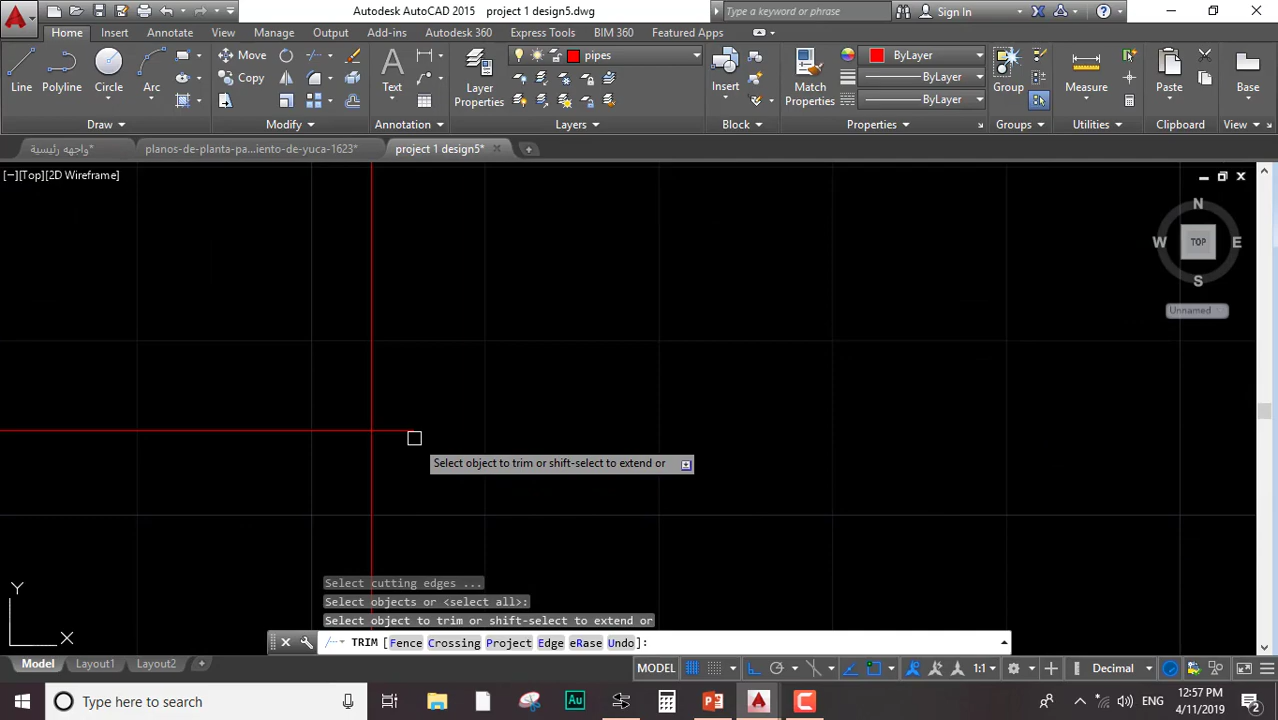 Autodesk AutoCAD 2015 project 1 design5.dwg
Type a keyword or phrase
Sign In
Home Insert Annotate View Manage Output Add-ins Autodesk 360 Express Tools BIM 360 Featured Apps
Move
pipes
ByLayer
Copy
ByLayer
Line Polyline Circle Arc
Text
Layer
Properties
Insert
Match
Properties
ByLayer
Group
Measure
Paste
Base
Draw Modify Annotation Layers Block Properties Groups Utilities Clipboard View
واجهه رئيسية*
planos-de-planta-pa...iento-de-yuca-1623*
project 1 design5*
[−][Top][2D Wireframe]
N
W TOP E
S
Unnamed
Select object to trim or shift-select to extend or
Select cutting edges ...
Select objects or <select all>:
Select object to trim or shift-select to extend or
Y
X
TRIM [Fence Crossing Project Edge eRase Undo]:
Model Layout1 Layout2
MODEL
1:1
Decimal
Type here to search
Au
ENG
12:57 PM
4/11/2019
2